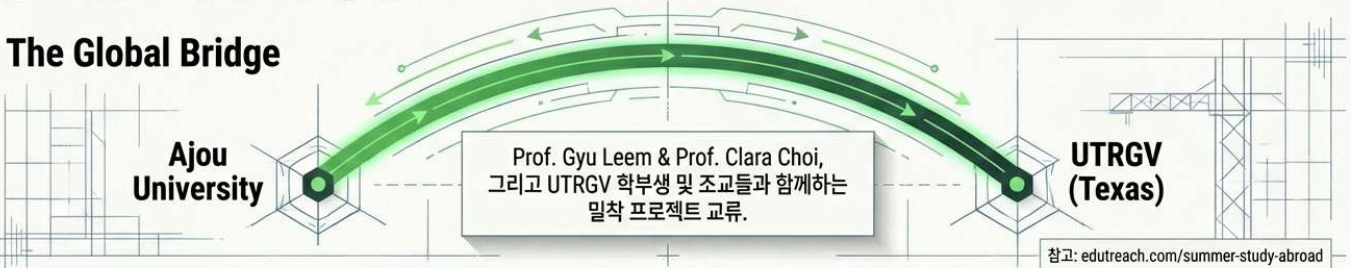 The Global Bridge
Ajou
University
Prof. Gyu Leem & Prof. Clara Choi,
그리고 UTRGV 학부생 및 조교들과 함께하는
밀착 프로젝트 교류.
UTRGV
(Texas)
참고: edutreach.com/summer-study-abroad